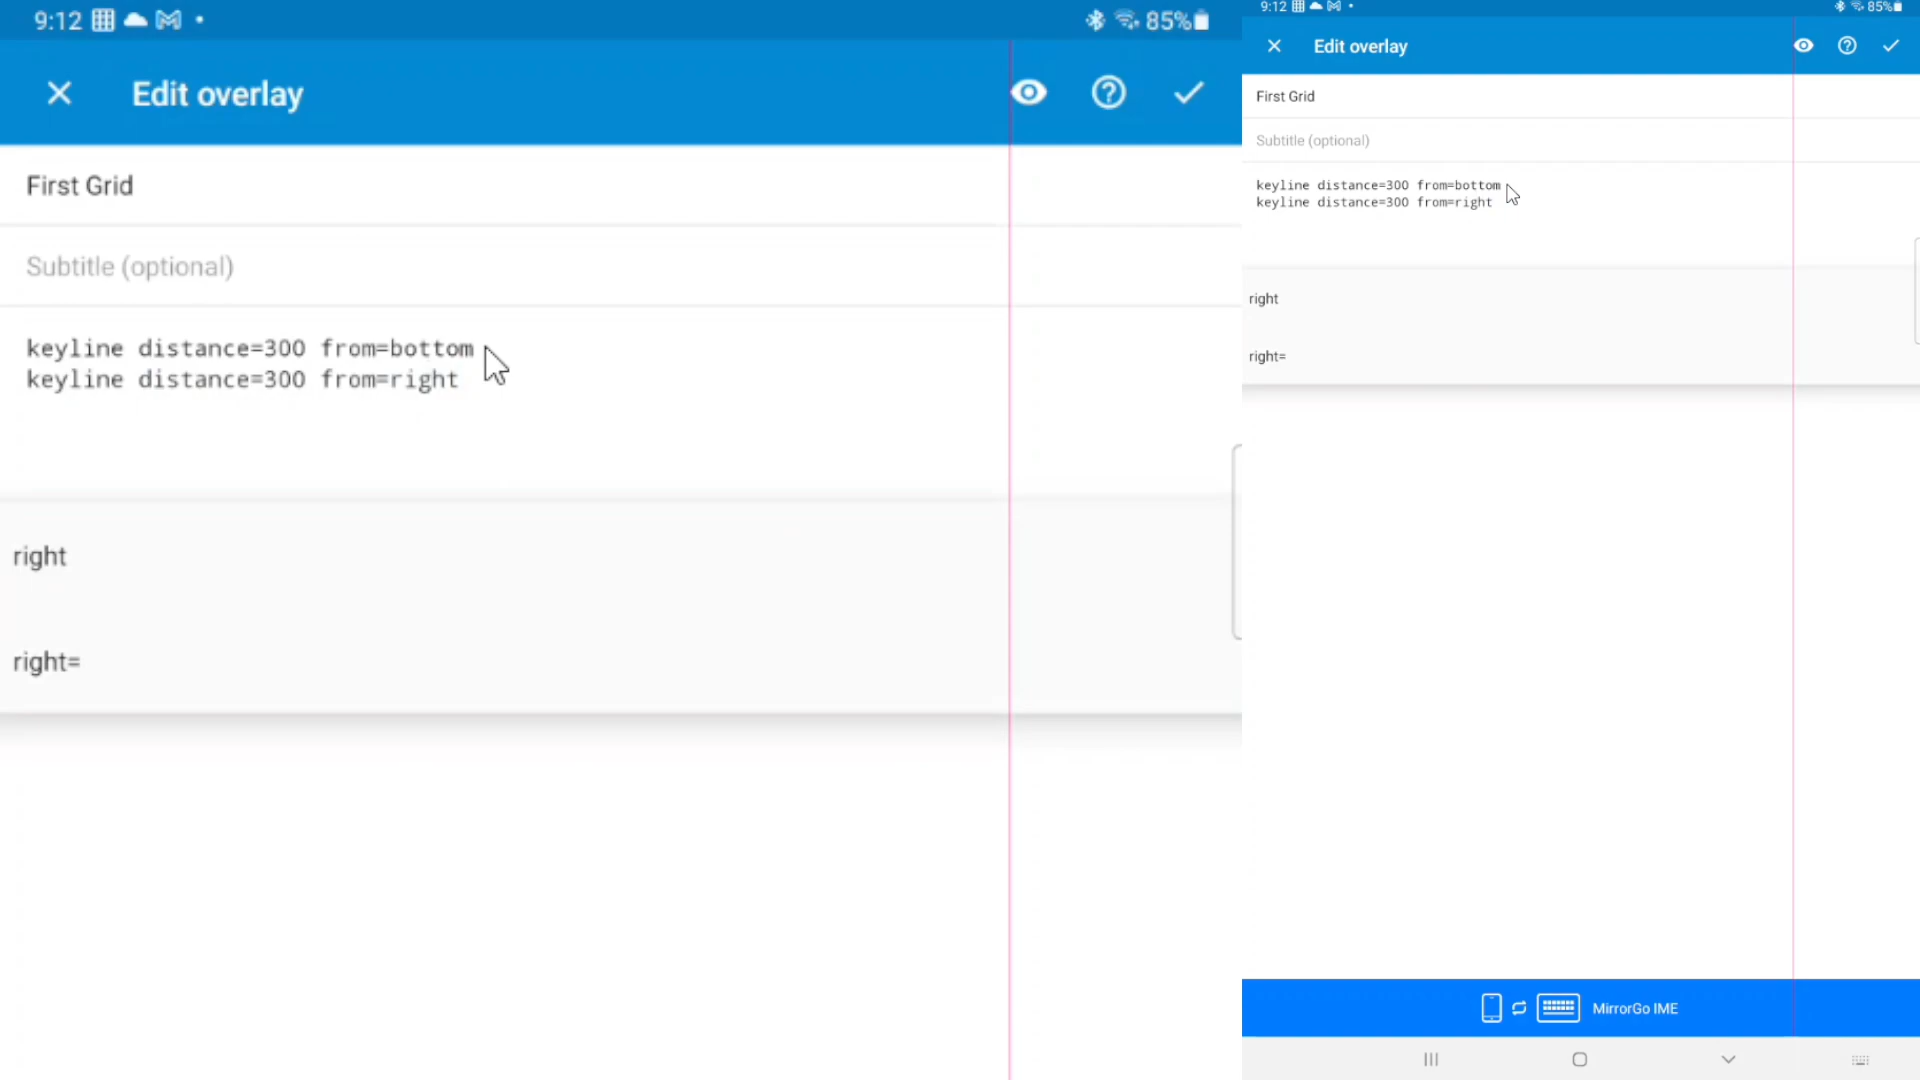 9:12
85%
Edit overlay
First Grid
Subtitle (optional)
keyline distance=300 from=bottom
keyline distance=300 from=right
right
right=
9:12
85%
Edit overlay
First Grid
Subtitle (optional)
keyline distance=300 from=bottom
keyline distance=300 from=right
right
right=
MirrorGo IME